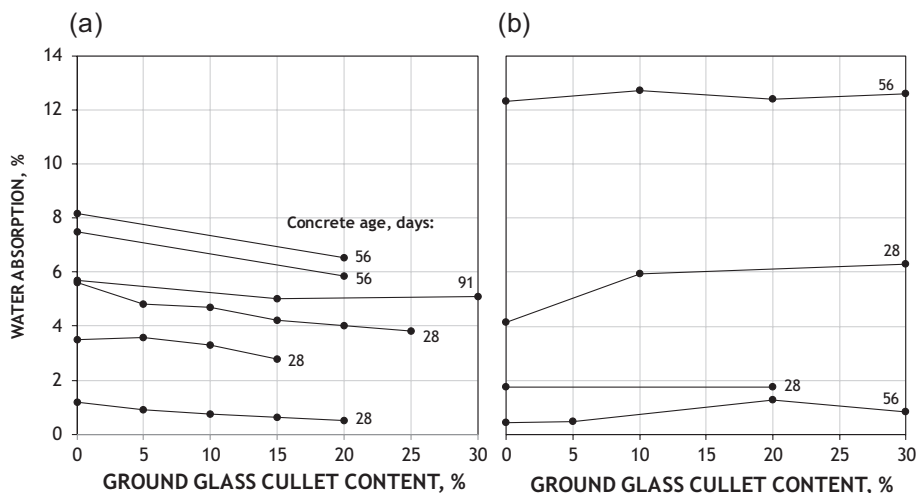 (a)
(b)
WATER ABSORPTION, %
14
12
10
8
6
4
2
0
Concrete age, days:
56
56
91
28
28
28
0 5 10 15 20 25 30
GROUND GLASS CULLET CONTENT, %
56
28
28
56
0 5 10 15 20 25 30
GROUND GLASS CULLET CONTENT, %